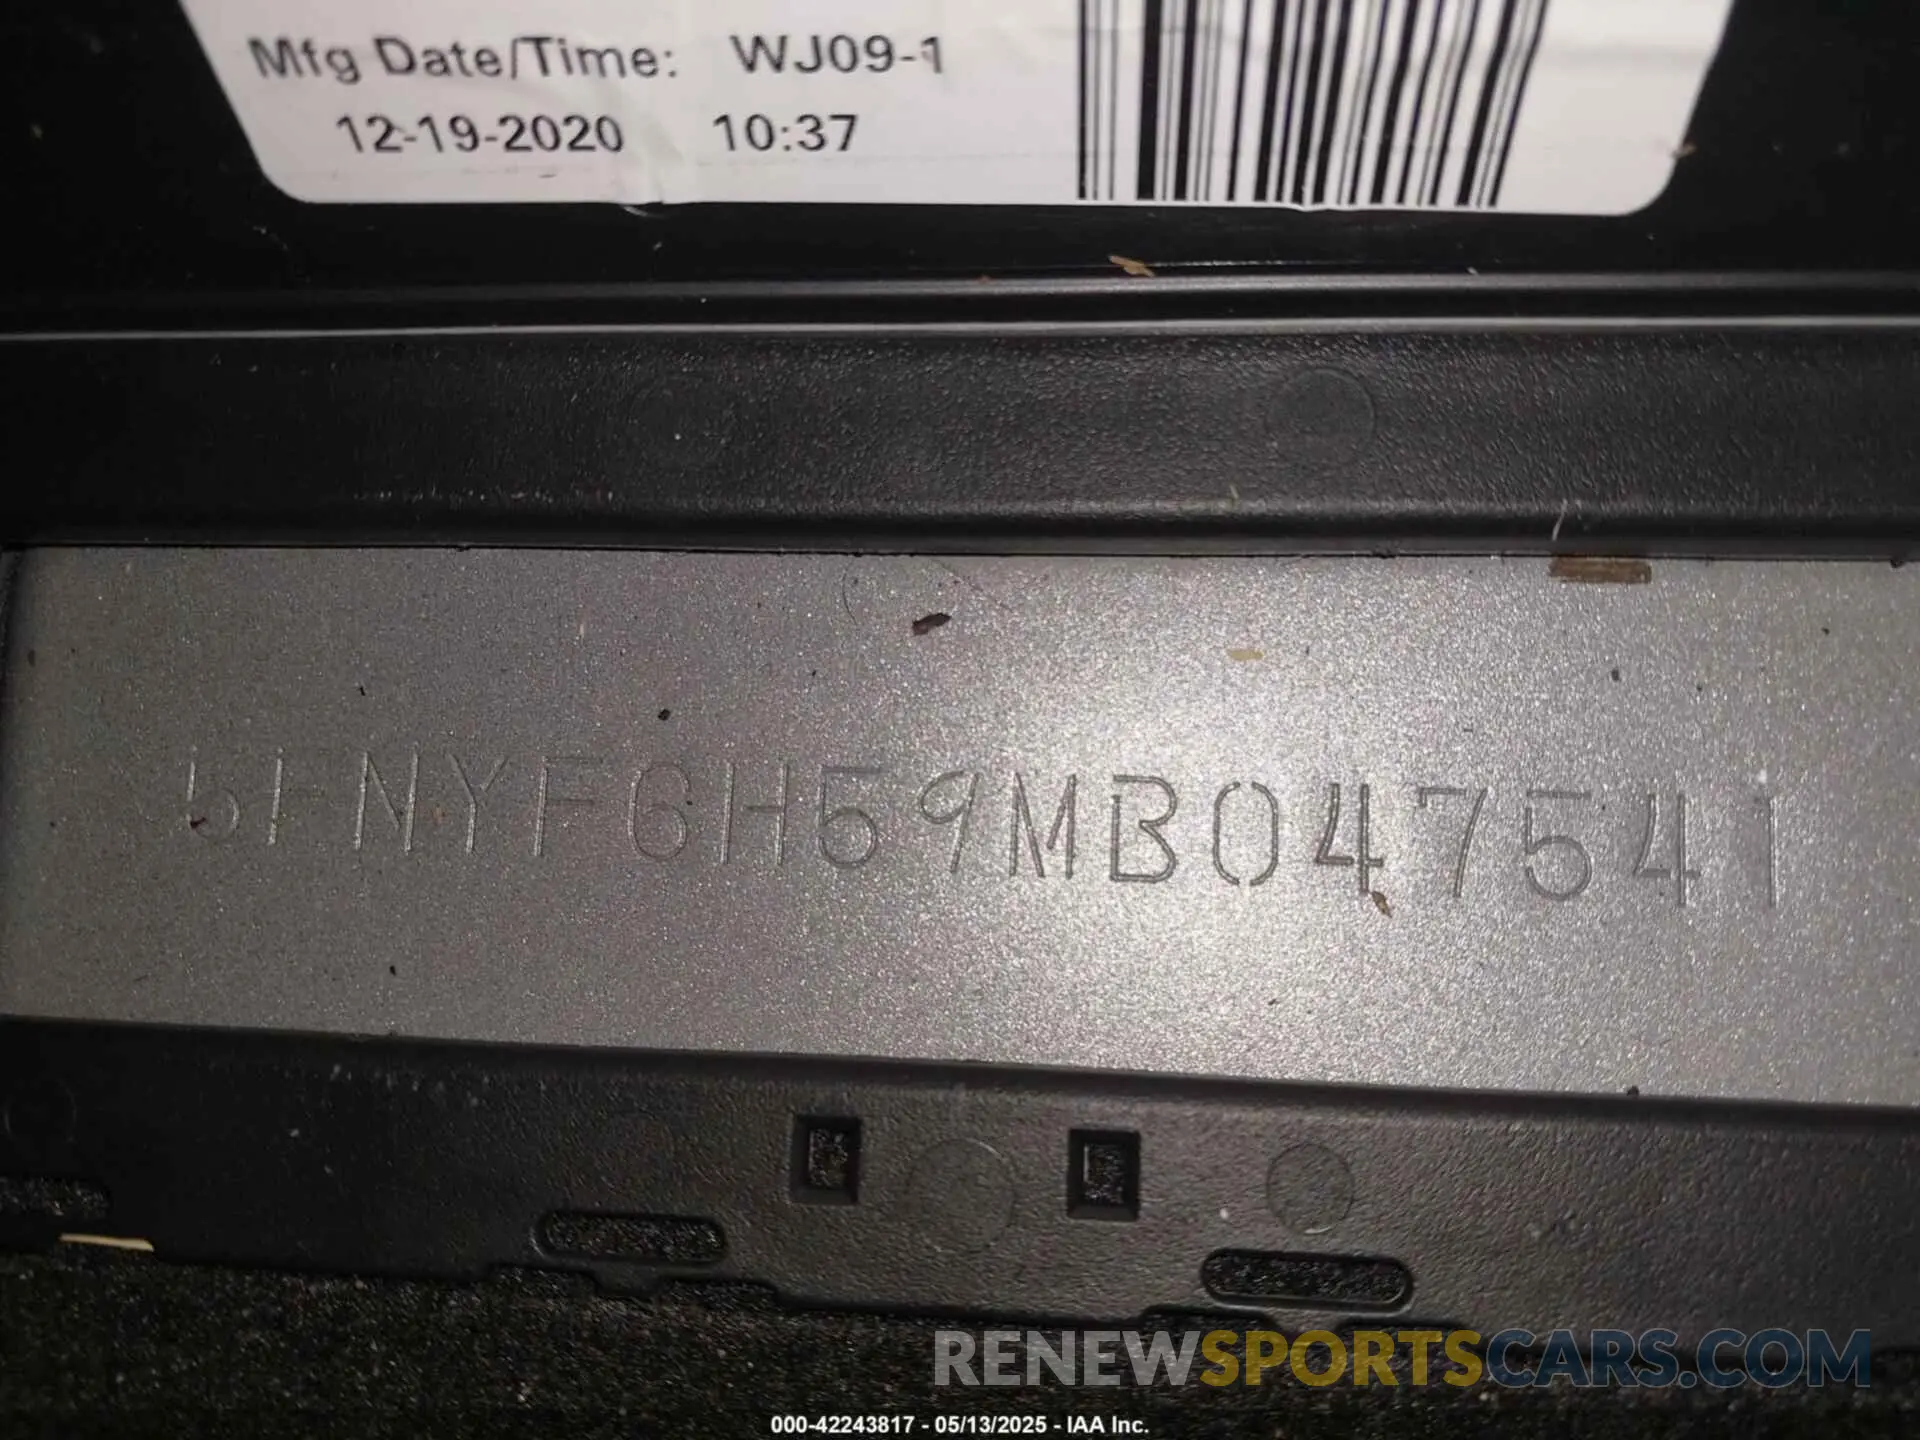 Mfg Date/Time: WJ09-1
12-19-2020 10:37
5FNYF6H59MB047541
RENEWSPORTSCARS.COM
000-42243817 - 05/13/2025 - IAA Inc.